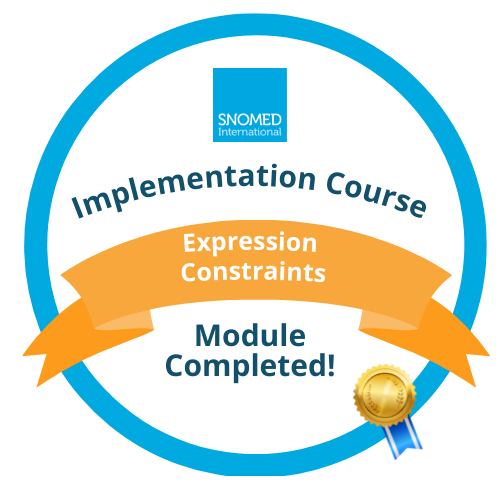 SNOMED
International
Implementation Course
Expression
Constraints
Module
Completed!